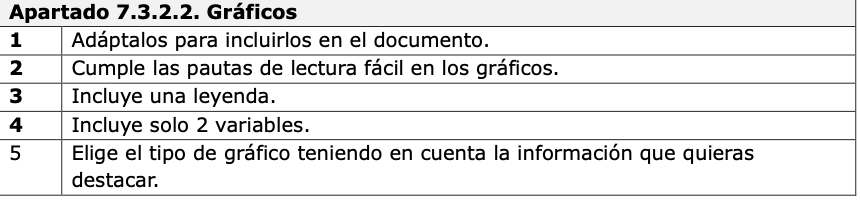 Apartado 7.3.2.2. Gráficos
1 Adáptalos para incluirlos en el documento.
2 Cumple las pautas de lectura fácil en los gráficos.
3 Incluye una leyenda.
4 Incluye solo 2 variables.
5 Elige el tipo de gráfico teniendo en cuenta la información que quieras
destacar.